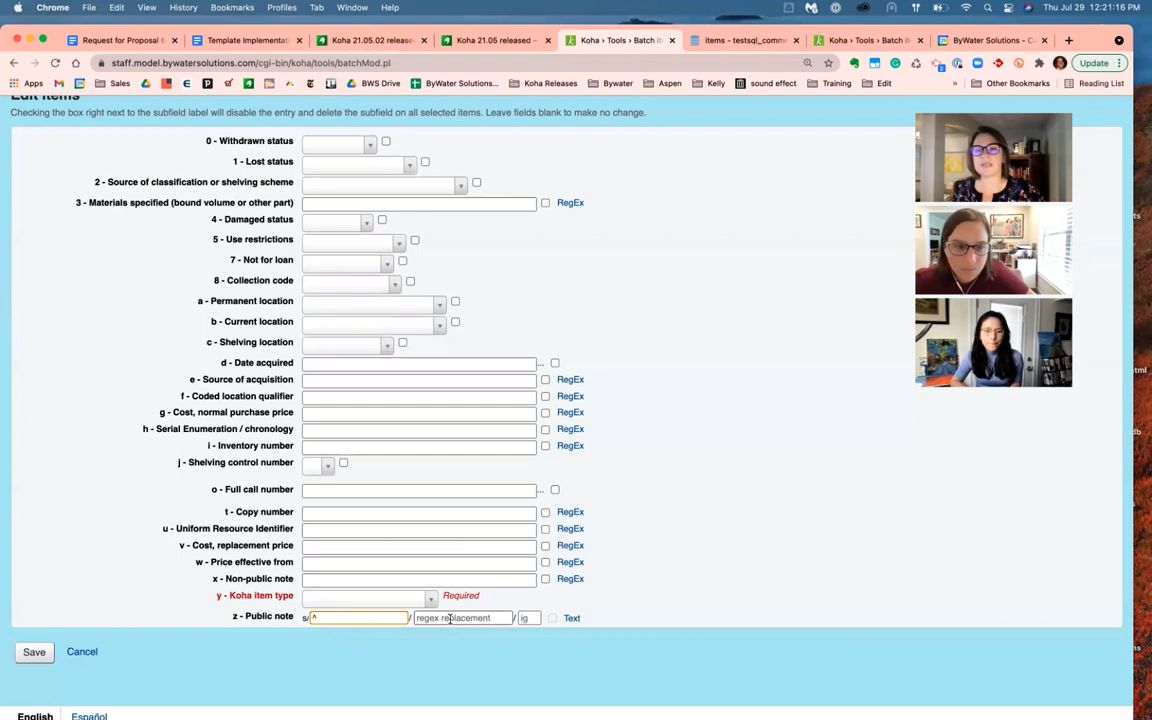 Chrome File Edit View History Bookmarks Profiles Tab Window Help Thu Jul 29 12:21:16 PM
Request for Proposal 6 Template Implementati Koha 21.05.02 release Koha 21.05 released – Koha › Tools › Batch it items - testsql_comm Koha › Tools › Batch i ByWater Solutions - C
staff.model.bywatersolutions.com/cgi-bin/koha/tools/batchMod.pl Update
Apps Sales BWS Drive ByWater Solutions... Koha Releases Bywater Aspen Kelly sound effect Training Edit » Other Bookmarks Reading List
Edit Items
Checking the box right next to the subfield label will disable the entry and delete the subfield on all selected items. Leave fields blank to make no change.
0 - Withdrawn status
1 - Lost status
2 - Source of classification or shelving scheme
3 - Materials specified (bound volume or other part) RegEx
4 - Damaged status
5 - Use restrictions
7 - Not for loan
8 - Collection code
a - Permanent location
b - Current location
c - Shelving location
d - Date acquired ...
e - Source of acquisition RegEx
f - Coded location qualifier RegEx
g - Cost, normal purchase price RegEx
h - Serial Enumeration / chronology RegEx
i - Inventory number RegEx
j - Shelving control number
o - Full call number ...
t - Copy number RegEx
u - Uniform Resource Identifier RegEx
v - Cost, replacement price RegEx
w - Price effective from RegEx
x - Non-public note RegEx
y - Koha item type Required
z - Public note s/ ^ / regex replacement / ig Text
Save Cancel
English Español